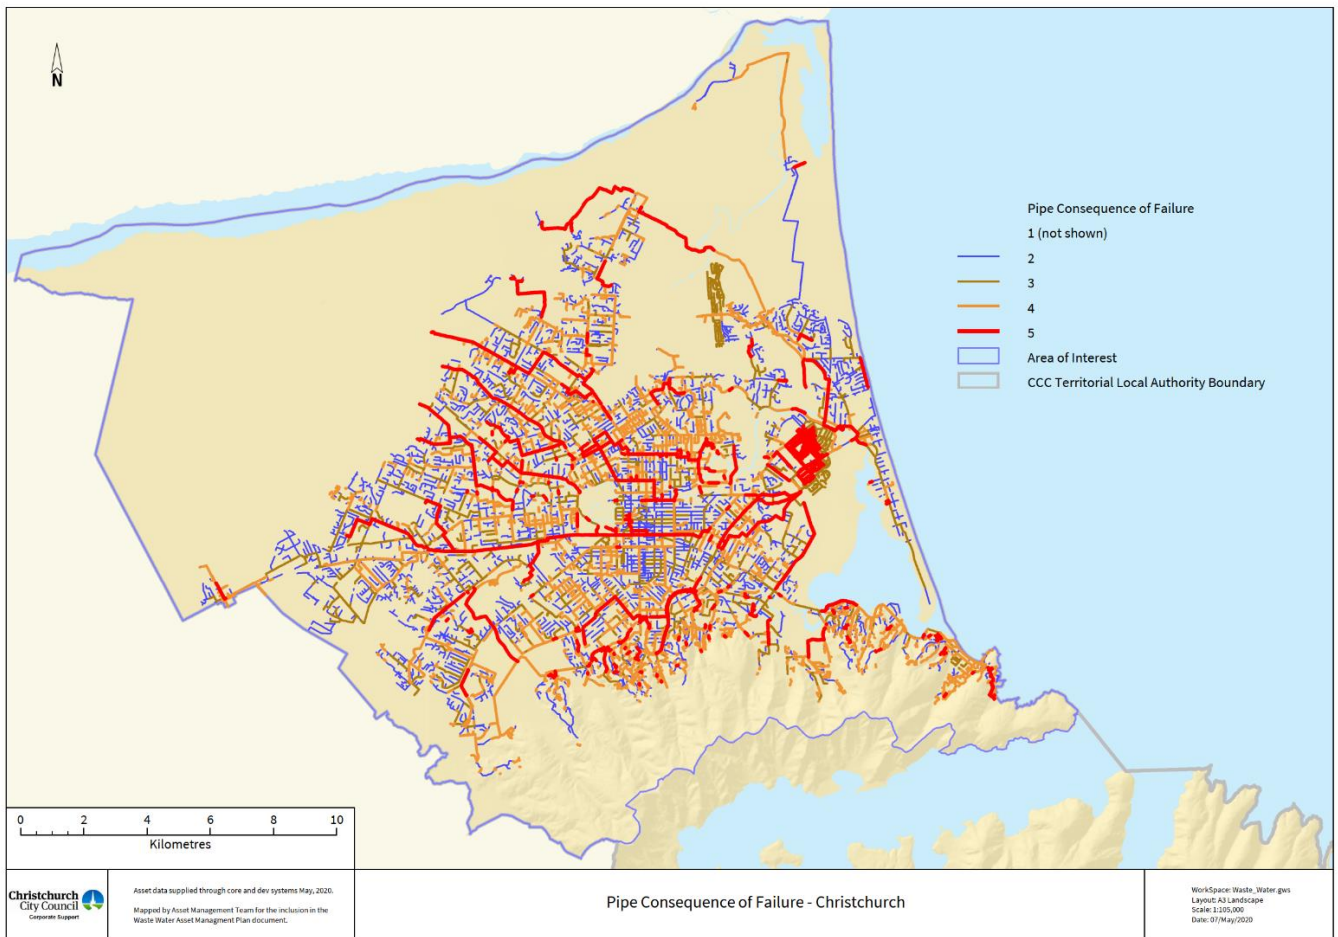 N
Pipe Consequence of Failure
1 (not shown)
2
3
4
5
Area of Interest
CCC Territorial Local Authority Boundary
0 2 4 6 8 10
Kilometres
Christchurch
City Council
Corporate Support
Asset data supplied through core and dev systems May, 2020.
Mapped by Asset Management Team for the inclusion in the
Waste Water Asset Managment Plan document.
Pipe Consequence of Failure - Christchurch
WorkSpace: Waste_Water.gws
Layout: A3 Landscape
Scale: 1:105,000
Date: 07/May/2020